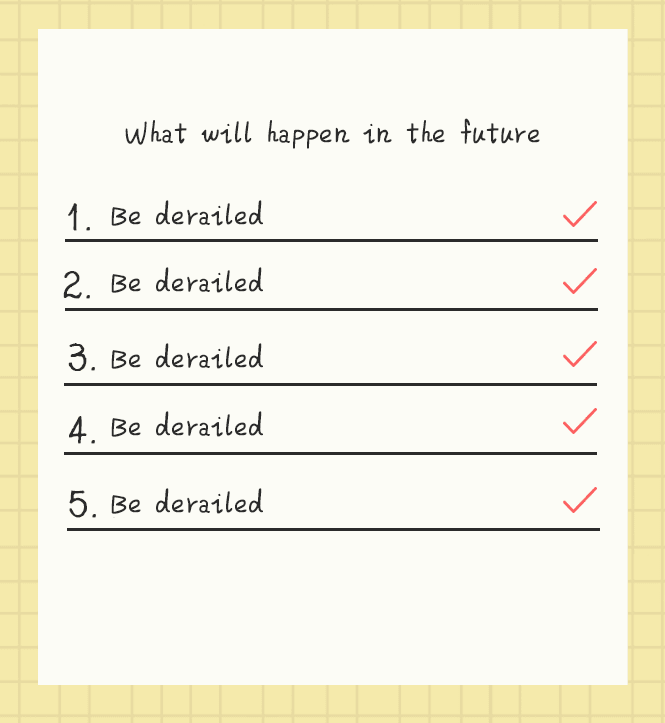 What will happen in the future
1. Be derailed
2. Be derailed
3. Be derailed
4. Be derailed
5. Be derailed